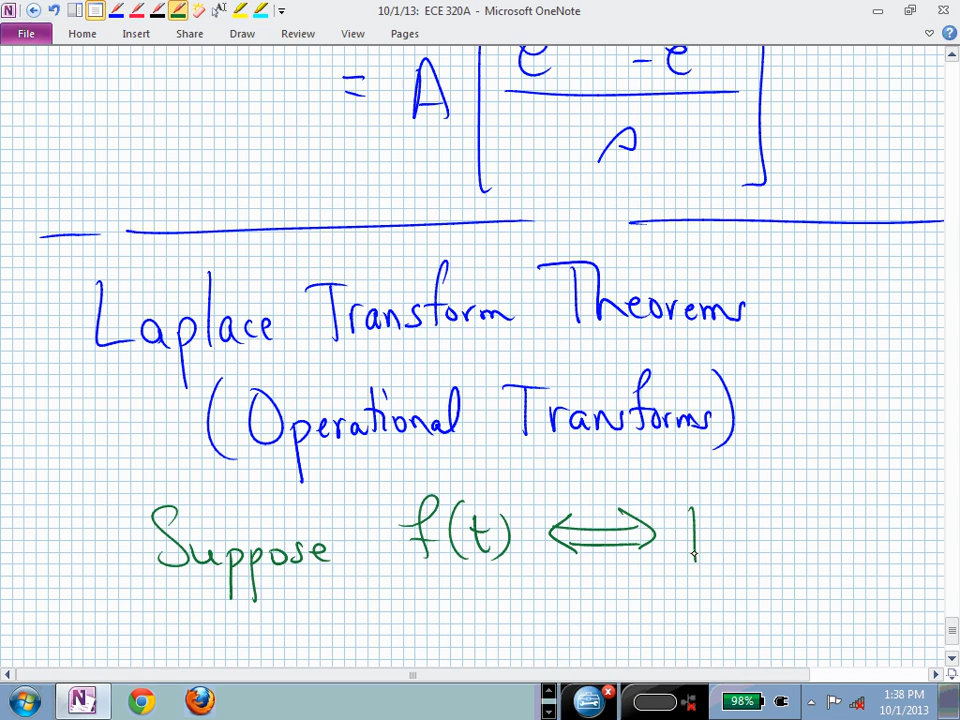 10/1/13: ECE 320A - Microsoft OneNote
File Home Insert Share Draw Review View Pages
e - e
= A [ ]
s
Laplace Transform Theorems
(Operational Transforms)
Suppose f(t) ⟺ |
98%
1:38 PM
10/1/2013